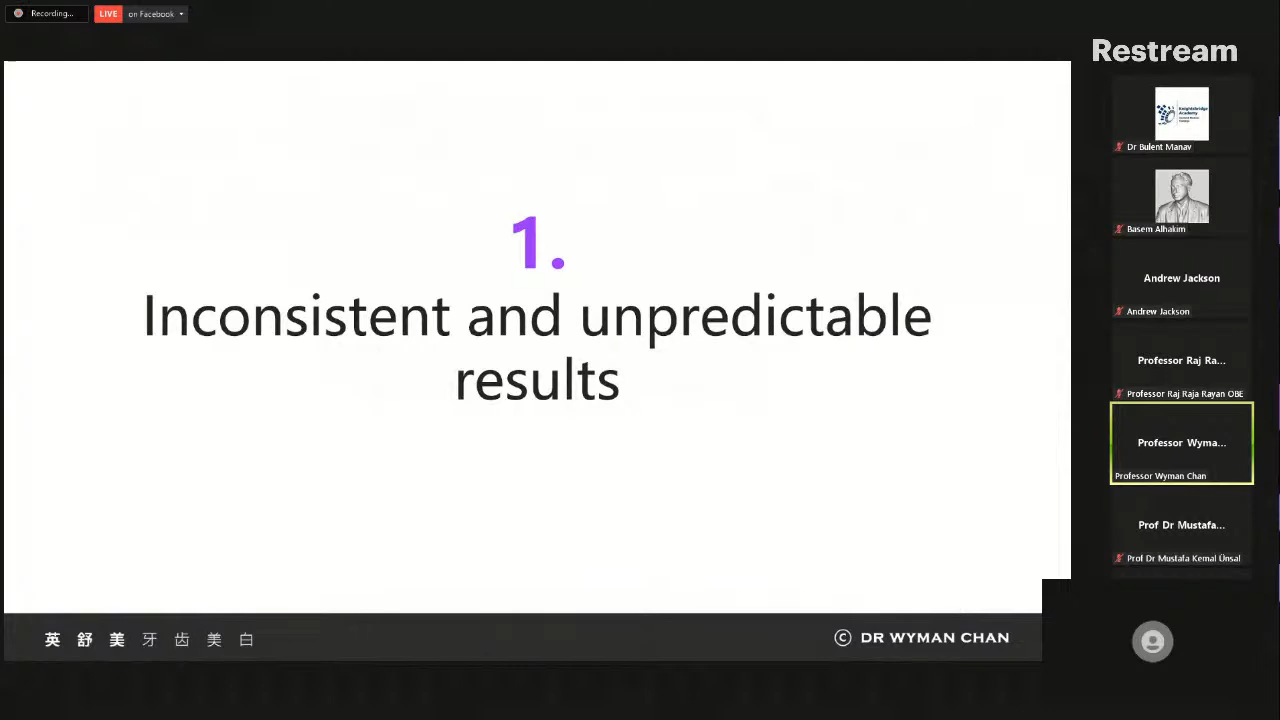 Recording...
LIVE
on Facebook
Restream
1.
Inconsistent and unpredictable
results
英舒美牙齿美白
© DR WYMAN CHAN
Knightsbridge
Academy
Dr Bulent Manav
Basem Alhakim
Andrew Jackson
Andrew Jackson
Professor Raj Ra...
Professor Raj Raja Rayan OBE
Professor Wyma...
Professor Wyman Chan
Prof Dr Mustafa...
Prof Dr Mustafa Kemal Ünsal